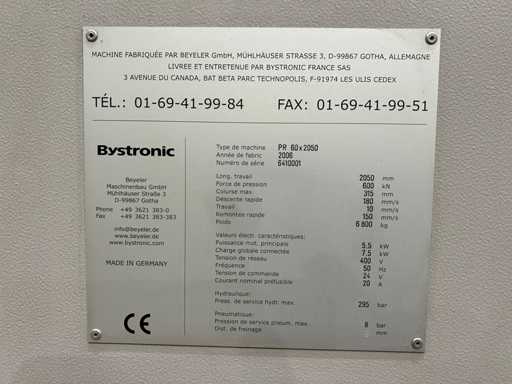 MACHINE FABRIQUÉE PAR BEYELER GmbH, MÜHLHÄUSER STRASSE 3, D-99867 GOTHA, ALLEMAGNE
LIVREE ET ENTRETENUE PAR BYSTRONIC FRANCE SAS
3 AVENUE DU CANADA, BAT BETA PARC TECHNOPOLIS, F-91974 LES ULIS CEDEX
TÉL.: 01-69-41-99-84 FAX: 01-69-41-99-51
Bystronic
Beyeler
Maschinenbau GmbH
Mühlhäuser Straße 3
D-99867 Gotha
Phone +49 3621 383-0
Fax +49 3621 383-383
info@beyeler.de
www.beyeler.de
www.bystronic.com
MADE IN GERMANY
CE
Type de machine PR 60x2050
Année de fabric 2006
Numéro de série 6410001
Long. travail 2050 mm
Force de pression 600 kN
Colurse max. 315 mm
Descente rapide 180 mm/s
Travail 10 mm/s
Remontée rapide 150 mm/s
Poids 6 800 kg
Valeurs électr. caractéristiques:
Puissance mot. principals 5.5 kW
Charge globale connectée 7.5 kW
Tension de réseau 400 V
Fréquence 50 Hz
Tension de commande 24 V
Courant nominal préfusible 20 A
Hydraulique:
Press. de service hydr. max. 295 bar
Pneumatique:
Pression de service pneum. max. 8 bar
Dist. de freinage mm